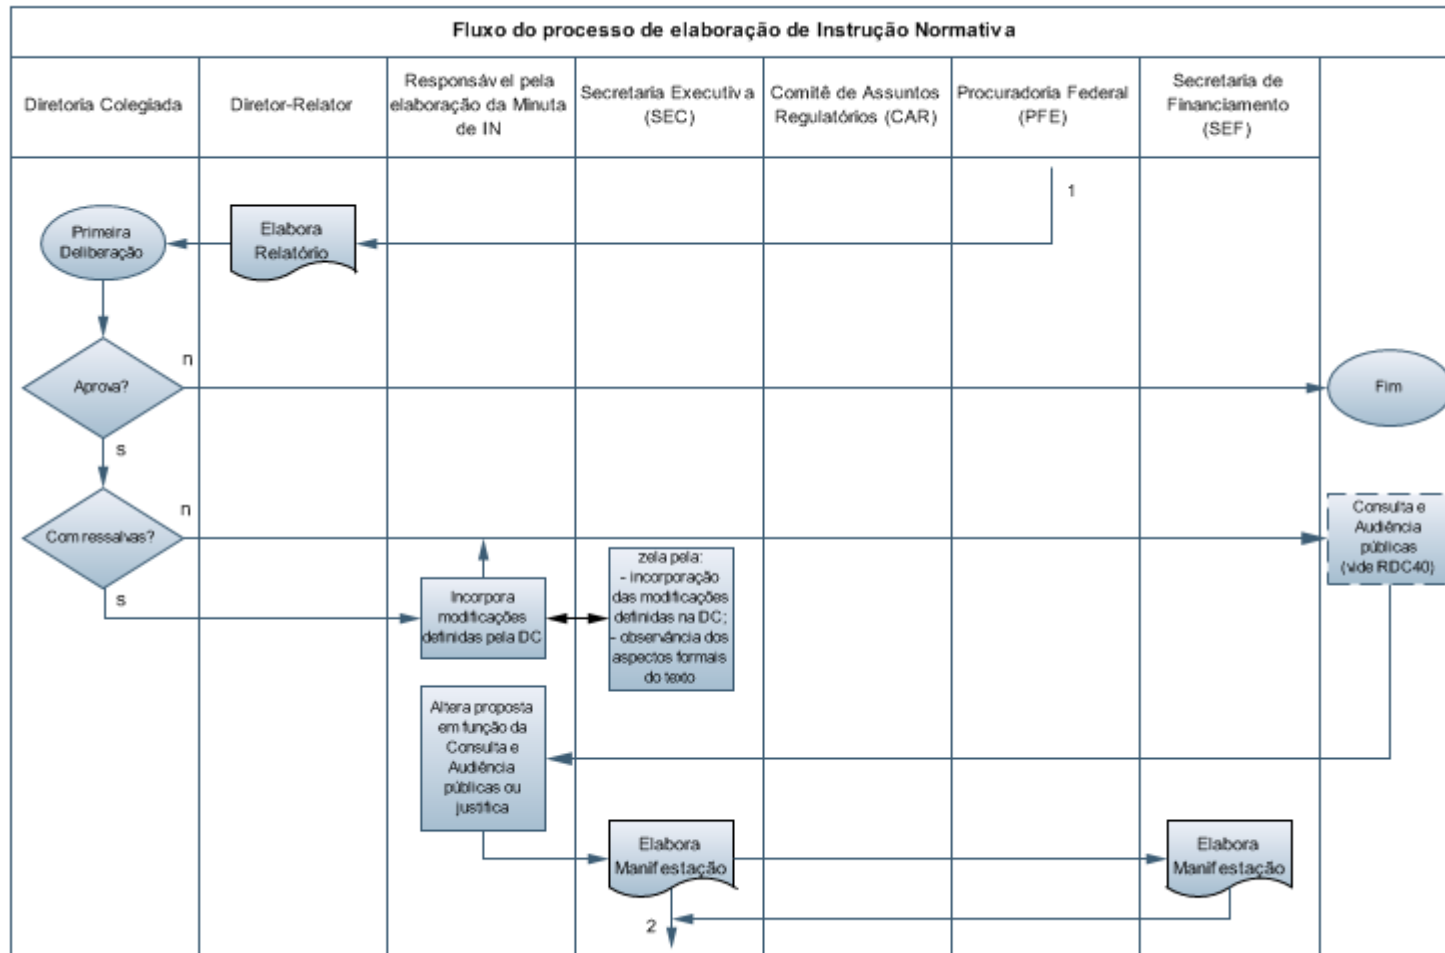 Fluxo do processo de elaboração de Instrução Normativa
Diretoria Colegiada
Diretor-Relator
Responsável pela
elaboração da Minuta
de IN
Secretaria Executiva
(SEC)
Comitê de Assuntos
Regulatórios (CAR)
Procuradoria Federal
(PFE)
Secretaria de
Financiamento
(SEF)
1
Primeira
Deliberação
Elabora
Relatório
n
Aprova?
Fim
s
n
Com ressalvas?
Consulta e
Audiência
públicas
(vide RDC40)
s
Incorpora
modificações
definidas pela DC
zela pela:
- incorporação
das modificações
definidas na DC;
- observância dos
aspectos formais
do texto
Altera proposta
em função da
Consulta e
Audiência
públicas ou
justifica
Elabora
Manifestação
Elabora
Manifestação
2